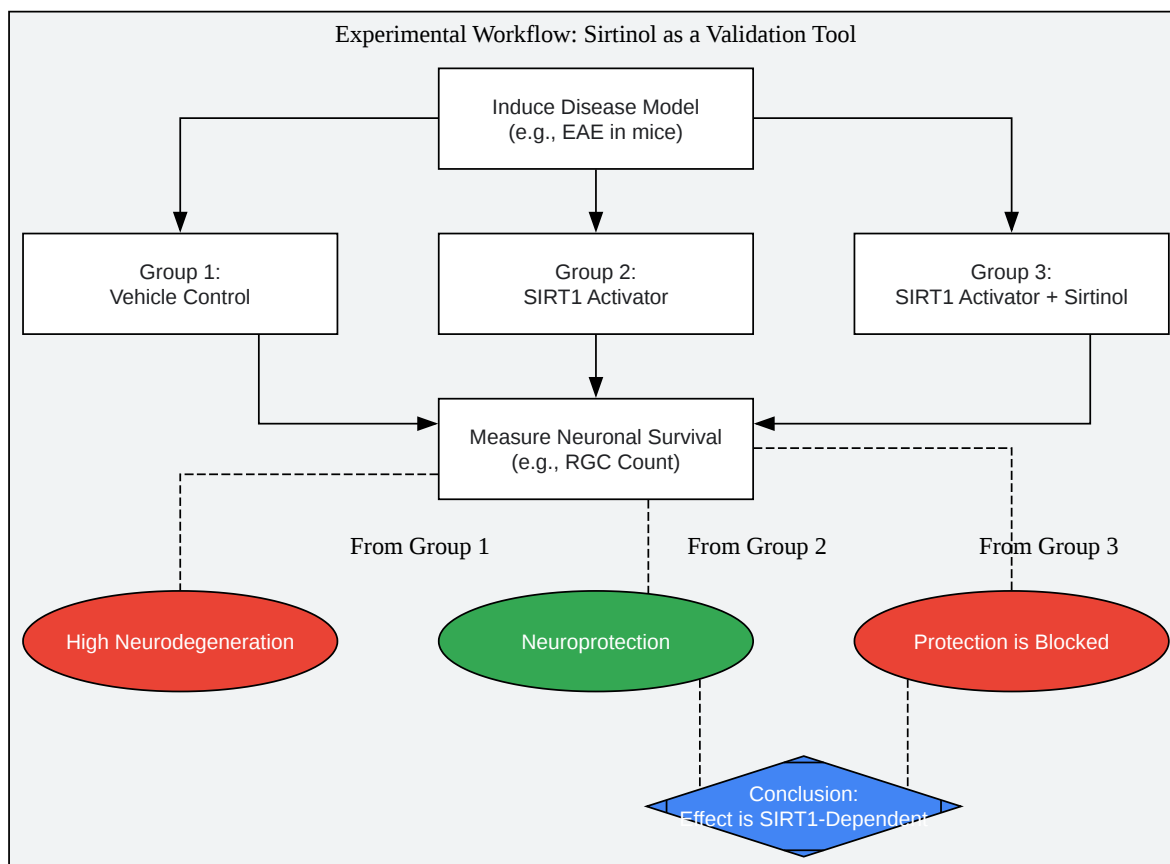 Experimental Workflow: Sirtinol as a Validation Tool
Induce Disease Model
(e.g., EAE in mice)
Group 1:
Vehicle Control
Group 2:
SIRT1 Activator
Group 3:
SIRT1 Activator + Sirtinol
Measure Neuronal Survival
(e.g., RGC Count)
From Group 1
From Group 2
From Group 3
High Neurodegeneration
Neuroprotection
Protection is Blocked
Conclusion:
Effect is SIRT1-Dependent